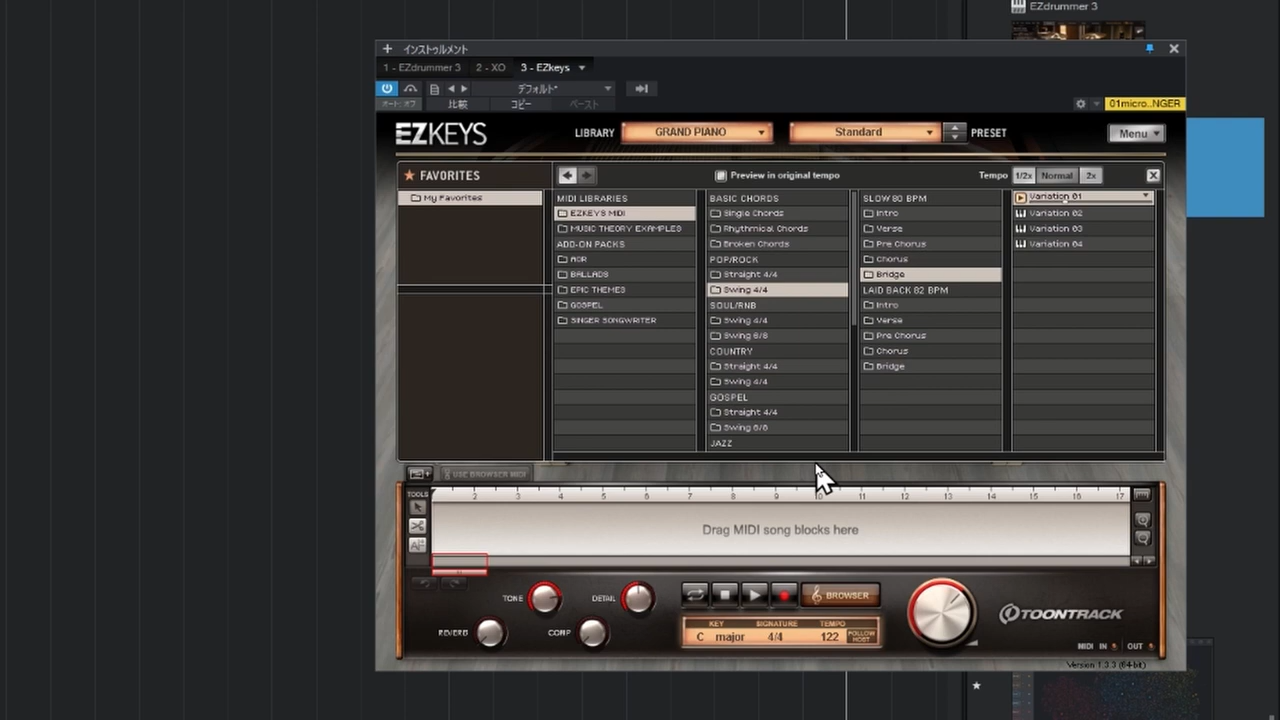 EZdrummer 3
インストゥルメント
1 - EZdrummer 3 2 - XO 3 - EZkeys
デフォルト*
オート: オフ 比較 コピー ペースト
01micro..NGER
EZKEYS LIBRARY GRAND PIANO Standard PRESET Menu
FAVORITES Preview in original tempo Tempo 1/2x Normal 2x
My Favorites
MIDI LIBRARIES
EZKEYS MIDI
MUSIC THEORY EXAMPLES
ADD-ON PACKS
AOR
BALLADS
EPIC THEMES
GOSPEL
SINGER SONGWRITER
BASIC CHORDS
Single Chords
Rhythmical Chords
Broken Chords
POP/ROCK
Straight 4/4
Swing 4/4
SOUL/RNB
Swing 4/4
Swing 6/8
COUNTRY
Straight 4/4
Swing 4/4
GOSPEL
Straight 4/4
Swing 6/8
JAZZ
SLOW 80 BPM
Intro
Verse
Pre Chorus
Chorus
Bridge
LAID BACK 82 BPM
Intro
Verse
Pre Chorus
Chorus
Bridge
Variation 01
Variation 02
Variation 03
Variation 04
USE BROWSER MIDI
TOOLS
2 3 4 5 6 7 8 9 10 11 12 13 14 15 16 17
Drag MIDI song blocks here
TONE DETAIL BROWSER
REVERB COMP
KEY SIGNATURE TEMPO
C major 4/4 122 FOLLOW HOST
TOONTRACK
MIDI IN OUT
Version 1.3.3 (64-bit)